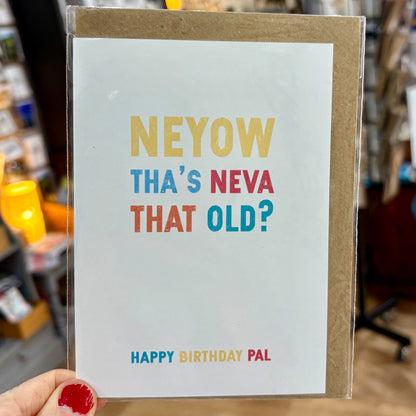 NEYOW
THA'S NEVA
THAT OLD?
HAPPY BIRTHDAY PAL